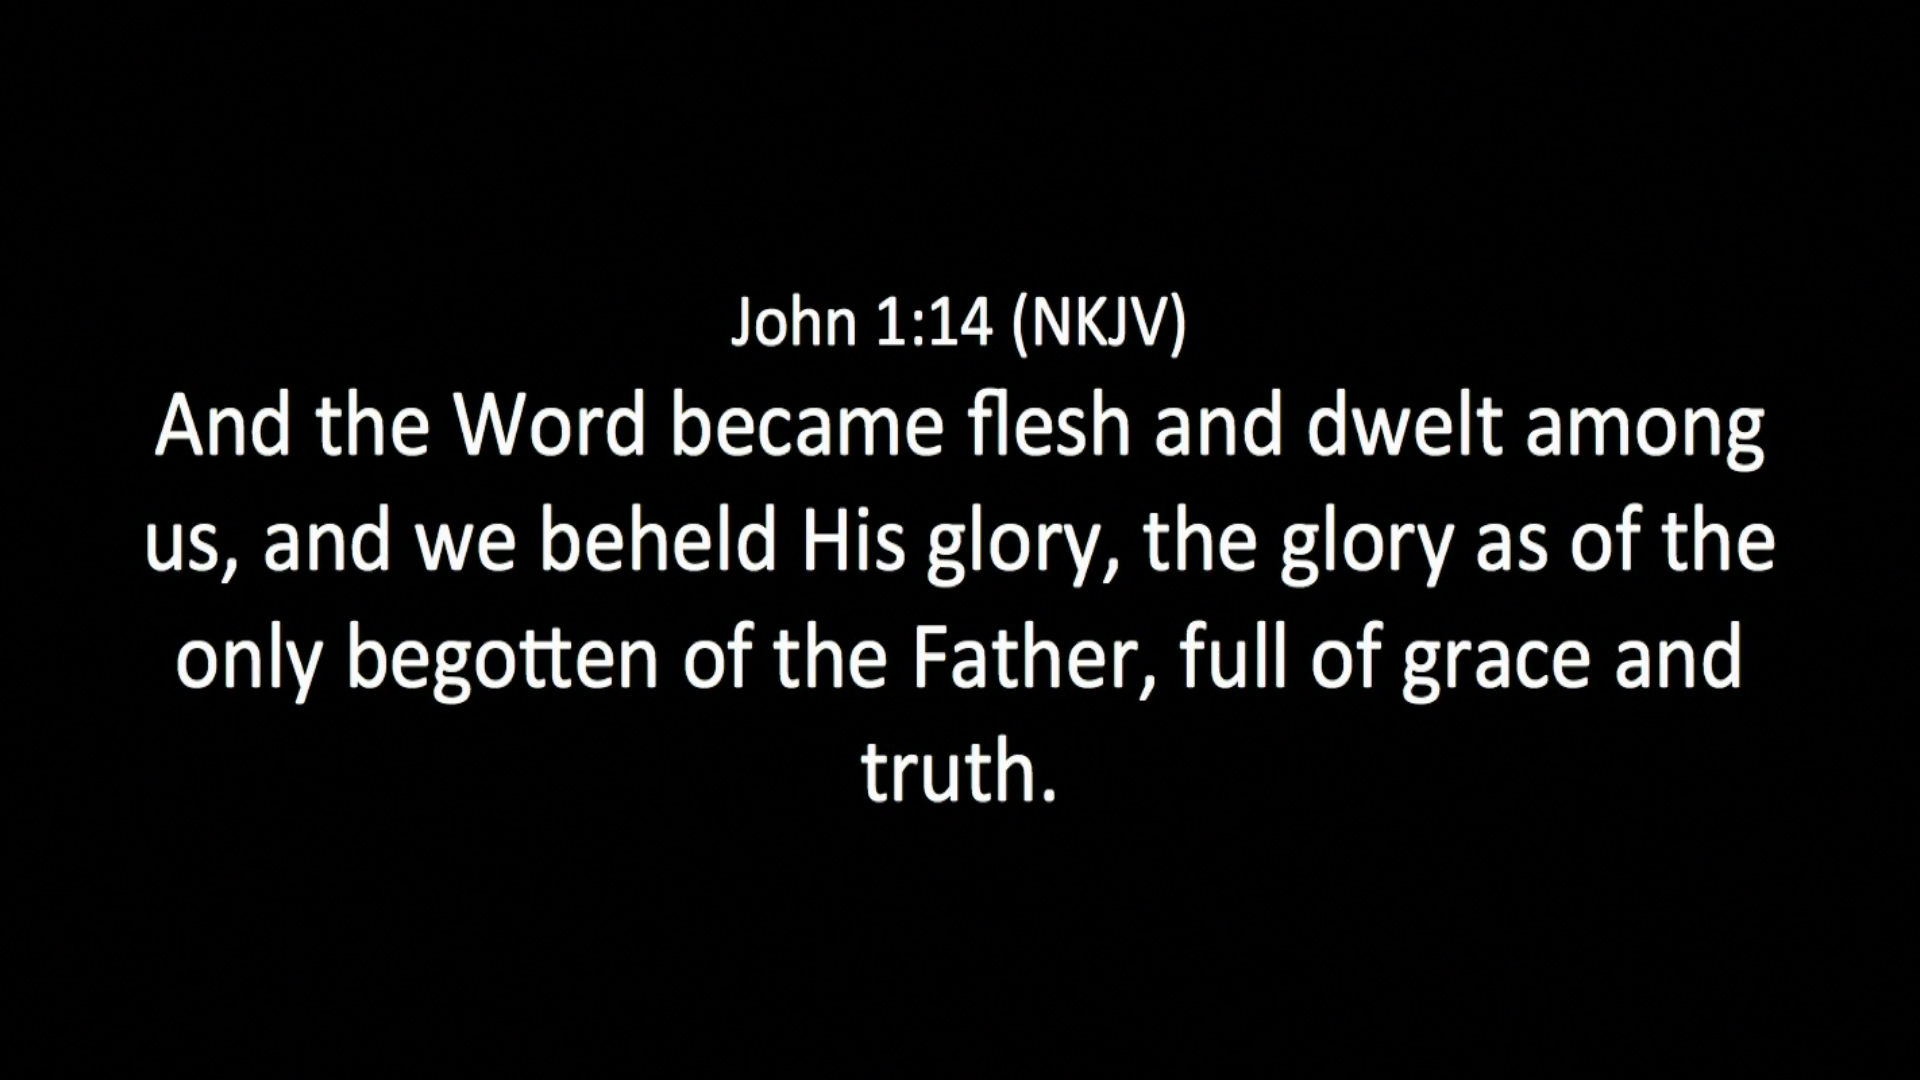 John 1:14 (NKJV)
And the Word became flesh and dwelt among
us, and we beheld His glory, the glory as of the
only begotten of the Father, full of grace and
truth.